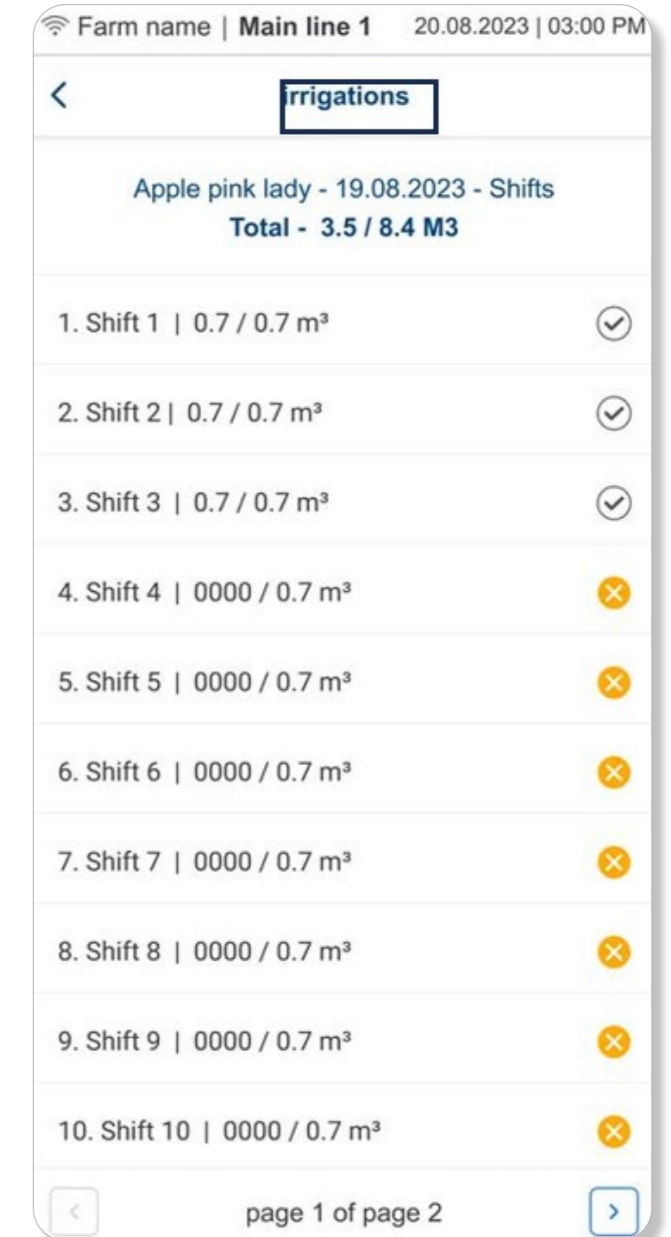 Farm name | Main line 1 20.08.2023 | 03:00 PM
irrigations
Apple pink lady - 19.08.2023 - Shifts
Total - 3.5 / 8.4 M3
1. Shift 1 | 0.7 / 0.7 m³
2. Shift 2 | 0.7 / 0.7 m³
3. Shift 3 | 0.7 / 0.7 m³
4. Shift 4 | 0000 / 0.7 m³
5. Shift 5 | 0000 / 0.7 m³
6. Shift 6 | 0000 / 0.7 m³
7. Shift 7 | 0000 / 0.7 m³
8. Shift 8 | 0000 / 0.7 m³
9. Shift 9 | 0000 / 0.7 m³
10. Shift 10 | 0000 / 0.7 m³
page 1 of page 2